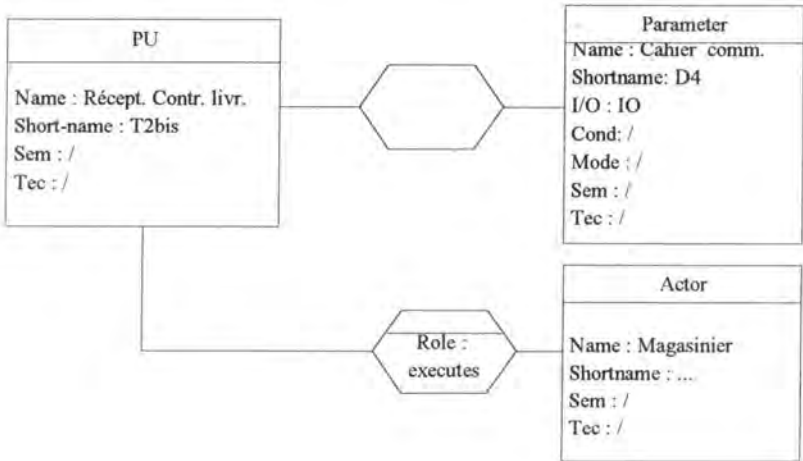 PU
Name : Récept. Contr. livr.
Short-name : T2bis
Sem : /
Tec : /
Parameter
Name : Cahier comm.
Shortname: D4
I/O : IO
Cond: /
Mode : /
Sem : /
Tec : /
Role :
executes
Actor
Name : Magasinier
Shortname : ...
Sem : /
Tec : /